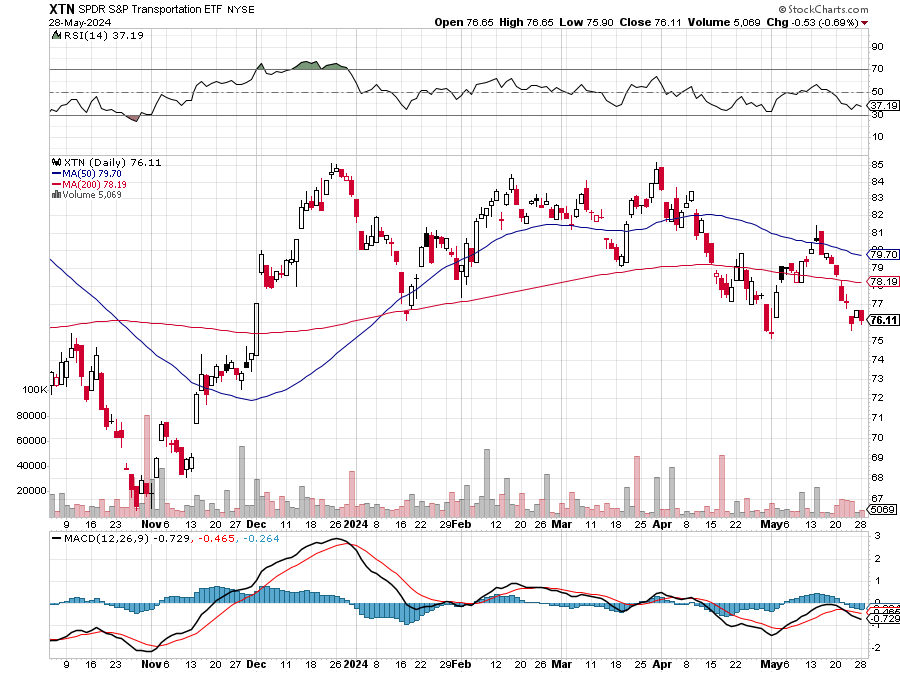 XTN SPDR S&P Transportation ETF NYSE
© StockCharts.com
28-May-2024
Open 76.65 High 76.65 Low 75.90 Close 76.11 Volume 5,069 Chg -0.53 (-0.69%)
RSI(14) 37.19
90
70
50
37.19
30
10
XTN (Daily) 76.11
MA(50) 79.70
MA(200) 78.19
Volume 5,069
85
84
83
82
81
79.70
79
78.19
77
76.11
75
74
73
100K
72
80000
71
60000
70
69
40000
68
20000
67
5069
9 16 23 Nov 6 13 20 27 Dec 11 18 26 2024 8 16 22 29 Feb 12 20 26 Mar 11 18 25 Apr 8 15 22 May 6 13 20 28
MACD(12,26,9) -0.729, -0.465, -0.264
3
2
1
0
-0.729
-2
9 16 23 Nov 6 13 20 27 Dec 11 18 26 2024 8 16 22 29 Feb 12 20 26 Mar 11 18 25 Apr 8 15 22 May 6 13 20 28